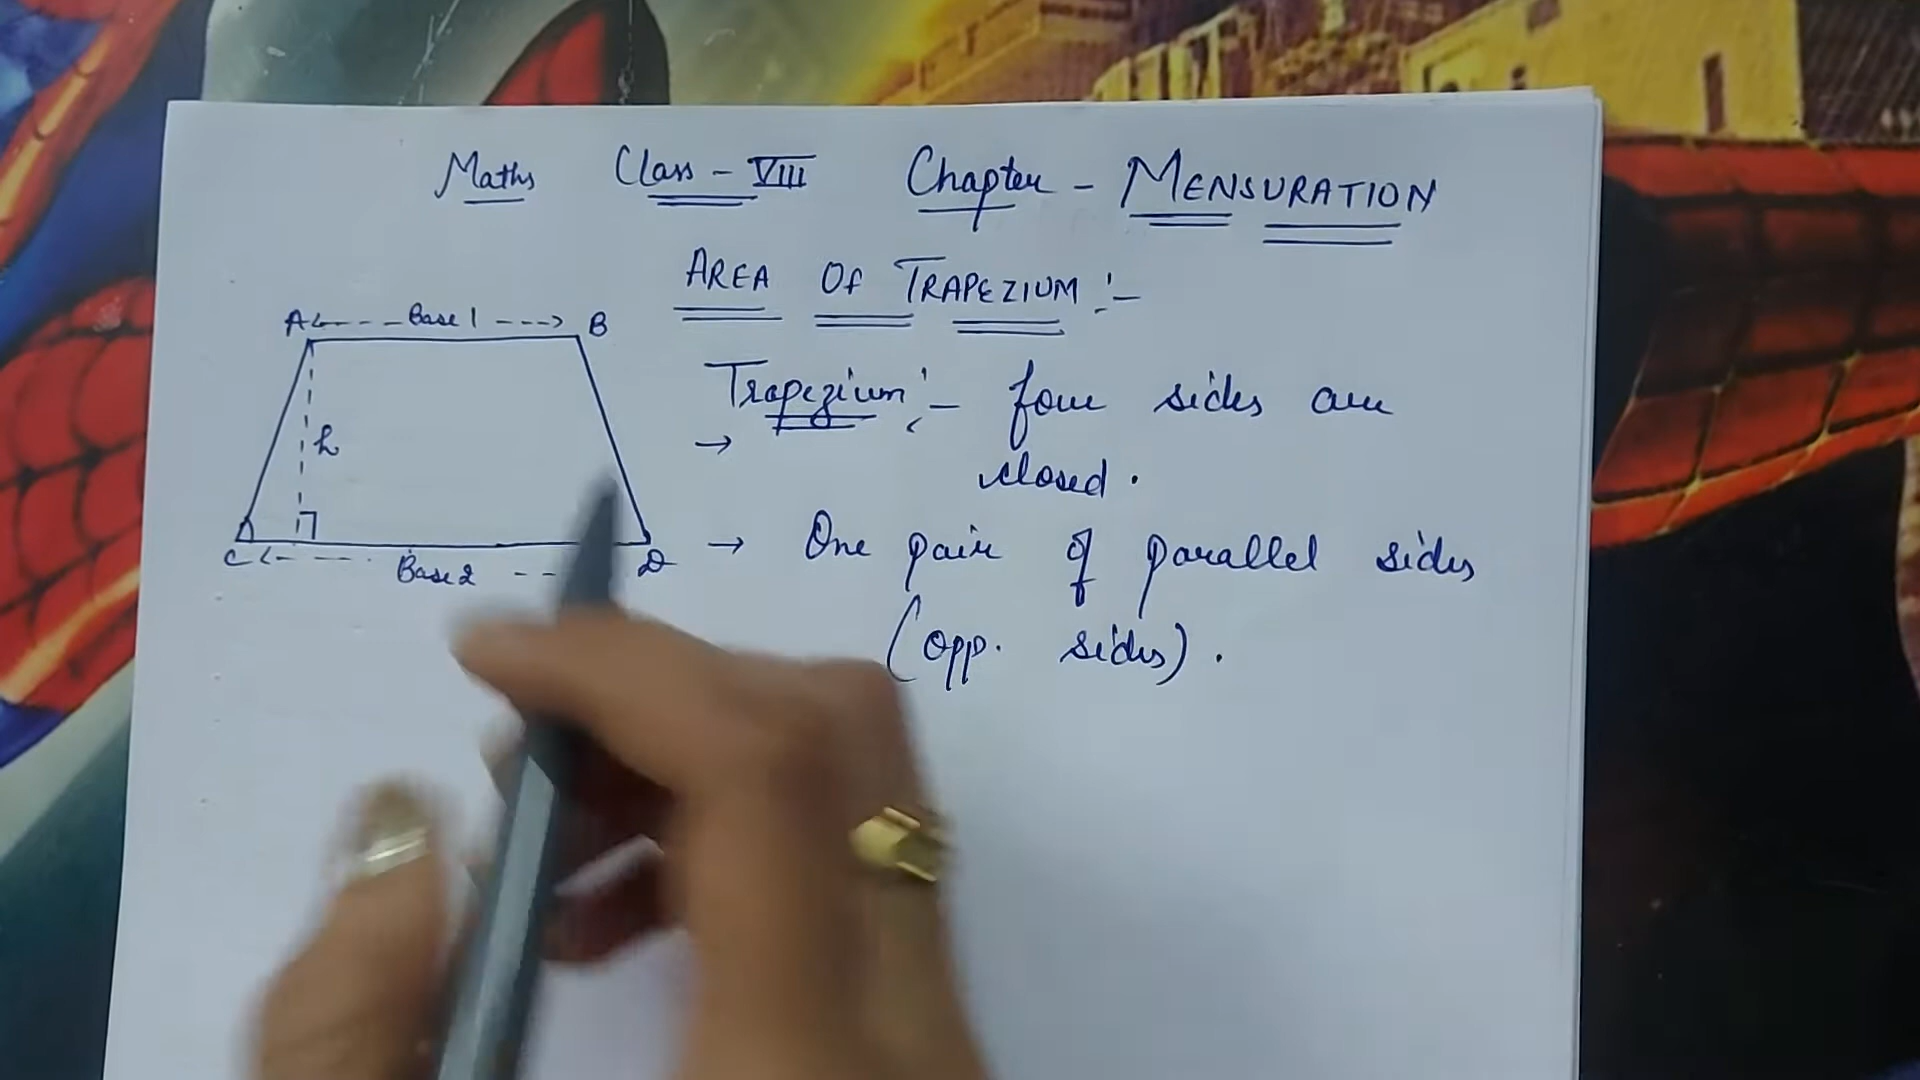 Maths Class - VIII Chapter - MENSURATION
AREA OF TRAPEZIUM :-
A <--- Base 1 ---> B
Trapezium :- four sides are
h
→ closed.
C <--- Base 2 -- D
→ One pair of parallel sides
(opp. sides).